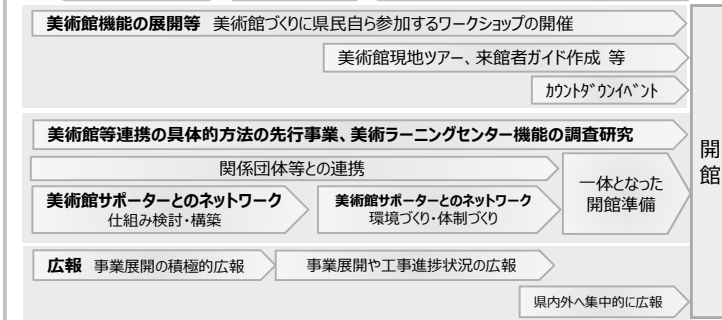 美術館機能の展開等 美術館づくりに県民自ら参加するワークショップの開催
美術館現地ツアー、来館者ガイド作成 等
ｶｳﾝﾄﾀﾞｳﾝｲﾍﾞﾝﾄ
美術館等連携の具体的方法の先行事業、美術ラーニングセンター機能の調査研究
関係団体等との連携
美術館サポーターとのネットワーク
仕組み検討・構築
美術館サポーターとのネットワーク
環境づくり・体制づくり
一体となった
開館準備
広報 事業展開の積極的広報
事業展開や工事進捗状況の広報
県内外へ集中的に広報
開
館